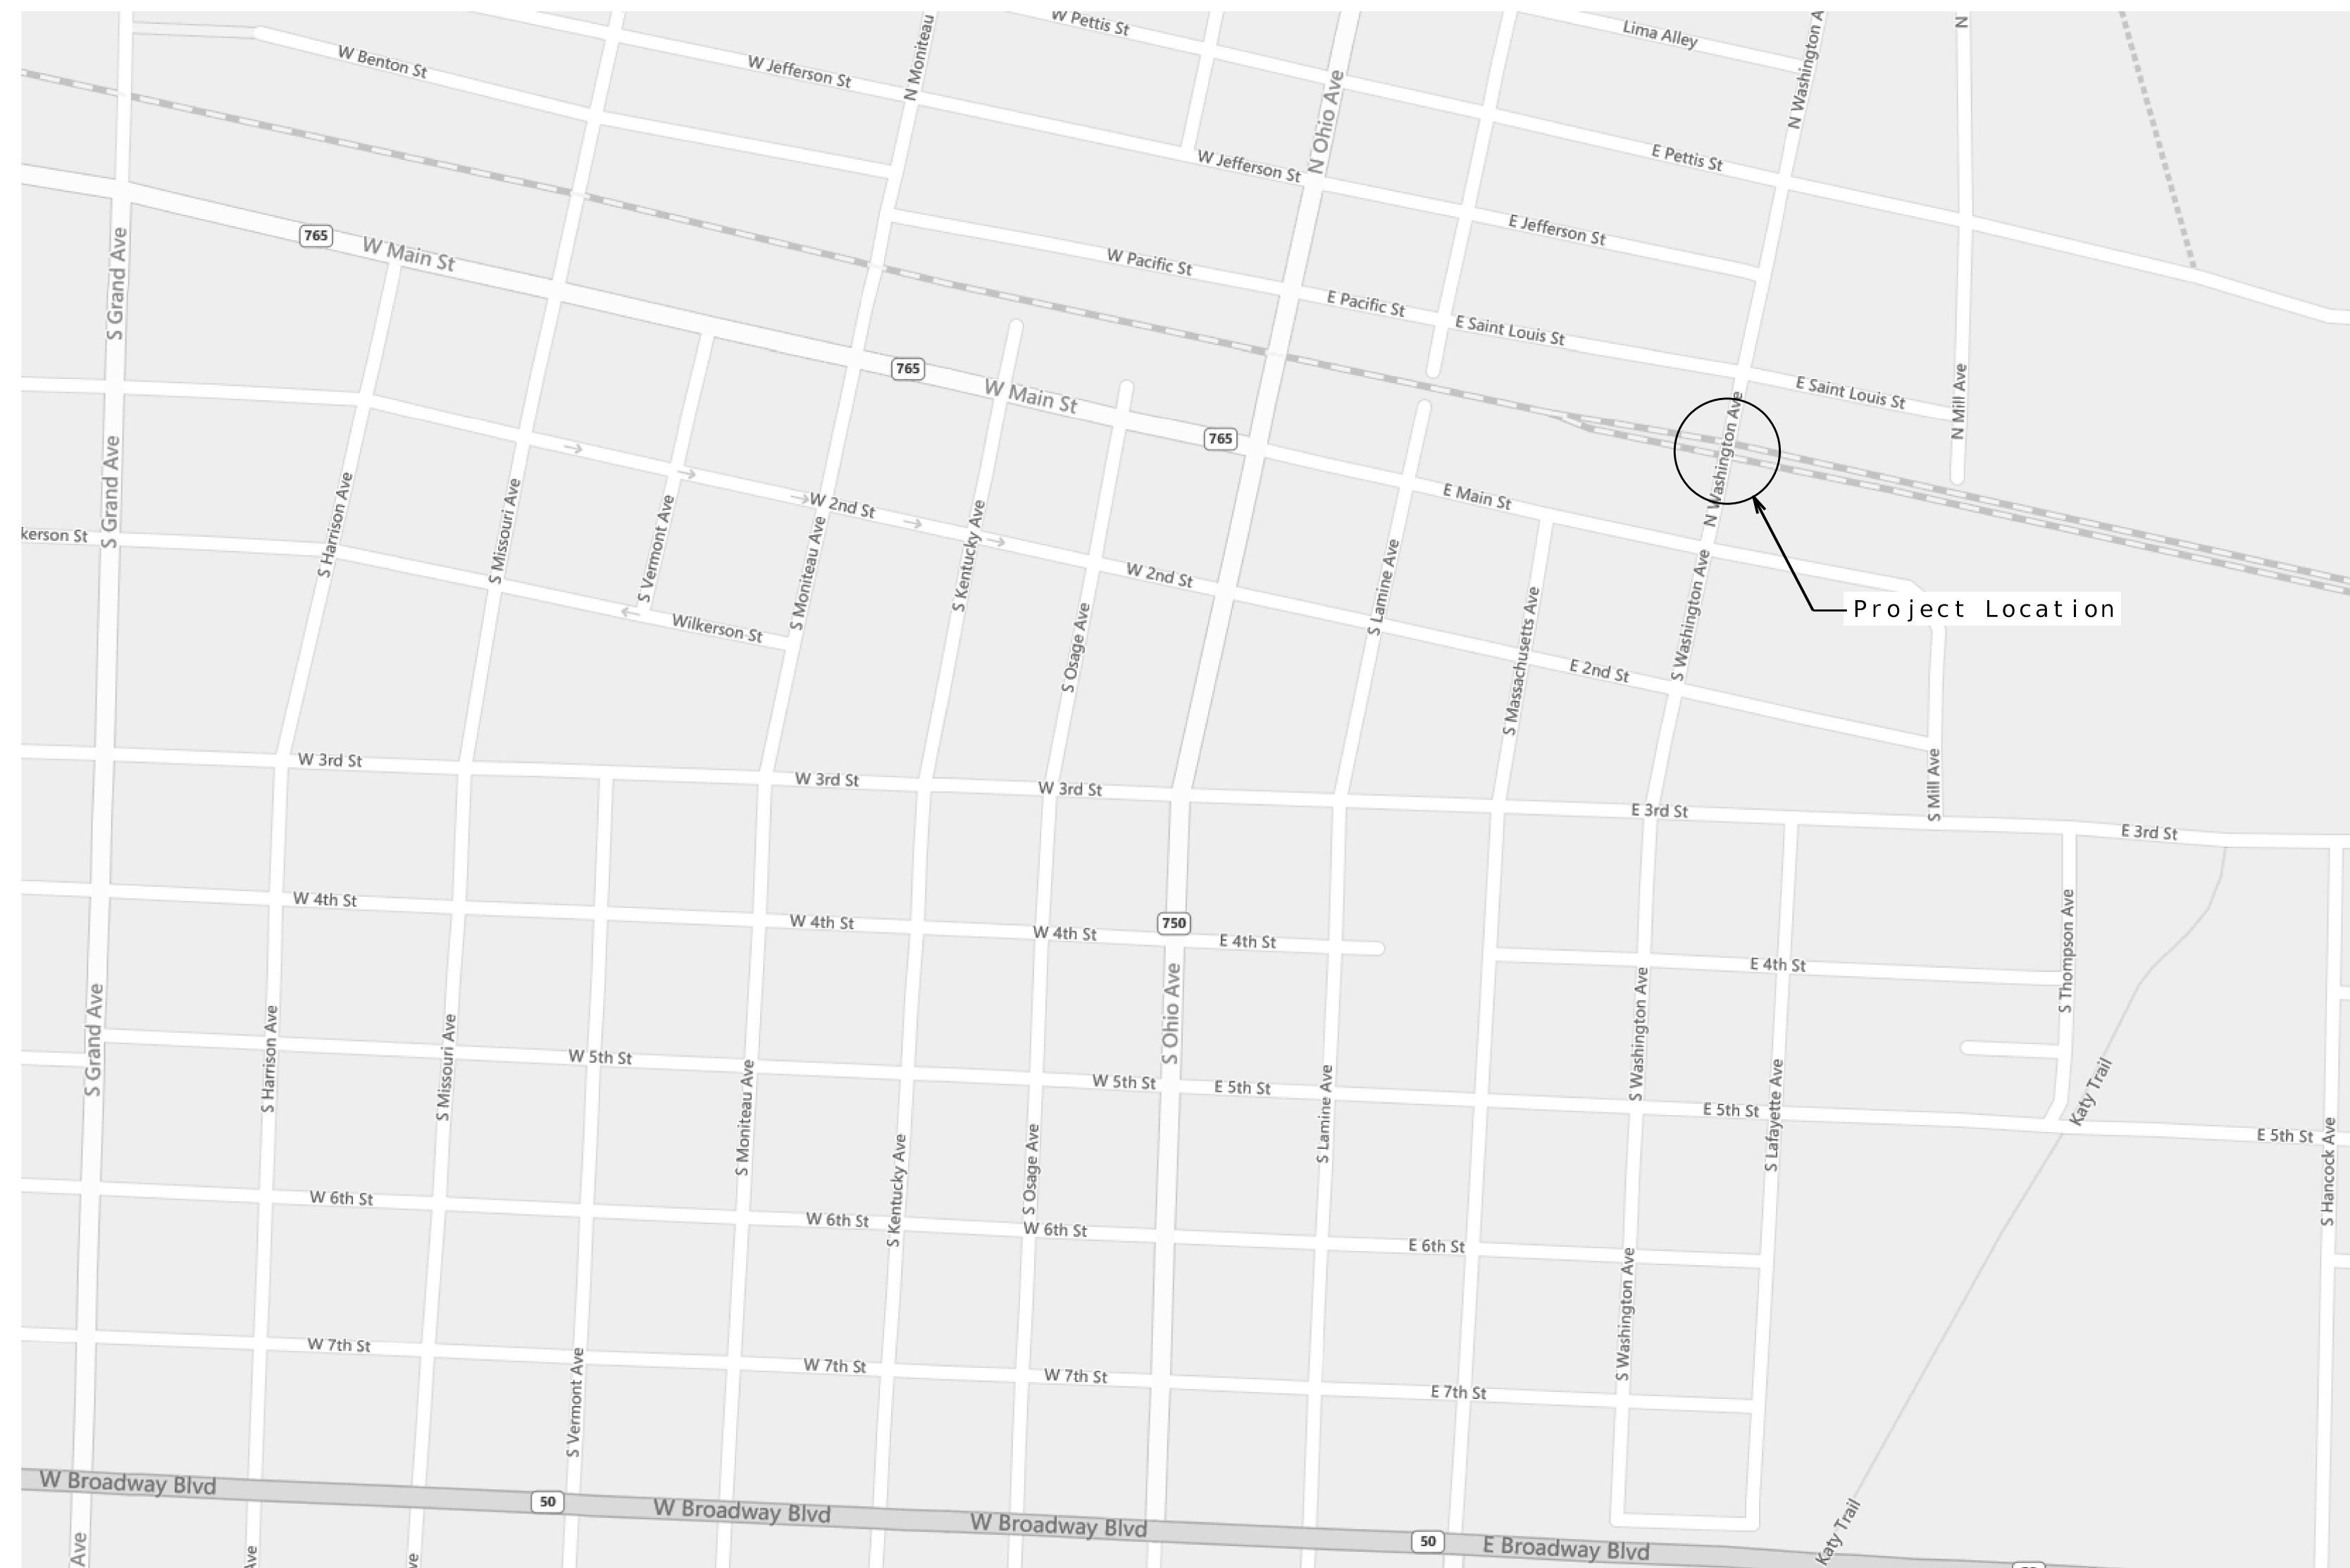 W Pettis St
Lima Alley
N
W Benton St
W Jefferson St
N Moniteau
N Ohio Ave
N Washington A
W Jefferson St
E Pettis St
765
W Main St
S Grand Ave
W Pacific St
E Jefferson St
E Pacific St
E Saint Louis St
765
W Main St
E Saint Louis St
N Mill Ave
765
N Washington Ave
S Grand Ave
S Harrison Ave
S Missouri Ave
S Vermont Ave
W 2nd St
S Moniteau Ave
S Kentucky Ave
E Main St
kerson St
W 2nd St
S Lamine Ave
S Washington Ave
Project Location
Wilkerson St
S Osage Ave
S Massachusetts Ave
E 2nd St
W 3rd St
W 3rd St
W 3rd St
E 3rd St
S Mill Ave
E 3rd St
W 4th St
W 4th St
W 4th St
750
E 4th St
E 4th St
S Thompson Ave
S Grand Ave
S Harrison Ave
S Missouri Ave
W 5th St
S Moniteau Ave
S Ohio Ave
W 5th St
E 5th St
S Lamine Ave
S Washington Ave
E 5th St
S Lafayette Ave
Katy Trail
E 5th St
S Hancock Ave
W 6th St
W 6th St
S Kentucky Ave
S Osage Ave
W 6th St
E 6th St
S Washington Ave
W 7th St
S Vermont Ave
W 7th St
W 7th St
E 7th St
W Broadway Blvd
50
W Broadway Blvd
W Broadway Blvd
50
E Broadway Blvd
Katy Trail
Ave
Ave
ve